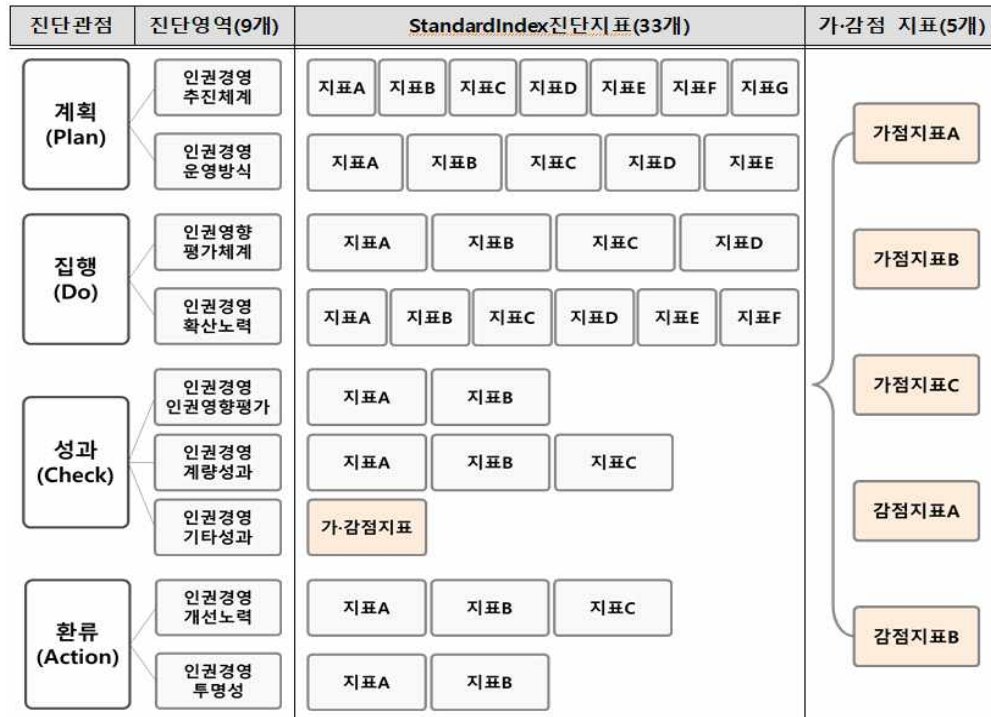 진단관점 진단영역(9개) StandardIndex진단지표(33개) 가·감점 지표(5개)
계획
(Plan)
인권경영
추진체계
지표A 지표B 지표C 지표D 지표E 지표F 지표G
인권경영
운영방식
지표A 지표B 지표C 지표D 지표E
집행
(Do)
인권영향
평가체계
지표A 지표B 지표C 지표D
인권경영
확산노력
지표A 지표B 지표C 지표D 지표E 지표F
성과
(Check)
인권경영
인권영향평가
지표A 지표B
인권경영
계량성과
지표A 지표B 지표C
인권경영
기타성과
가·감점지표
환류
(Action)
인권경영
개선노력
지표A 지표B 지표C
인권경영
투명성
지표A 지표B
가점지표A
가점지표B
가점지표C
감점지표A
감점지표B